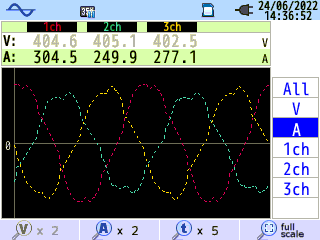 24/06/2022
14:36:52
1ch 2ch 3ch
V: 404.6 405.1 402.5 V
A: 304.5 249.9 277.1 A
All
V
A
1ch
2ch
3ch
0
V x 2 A x 2 t x 5 full scale